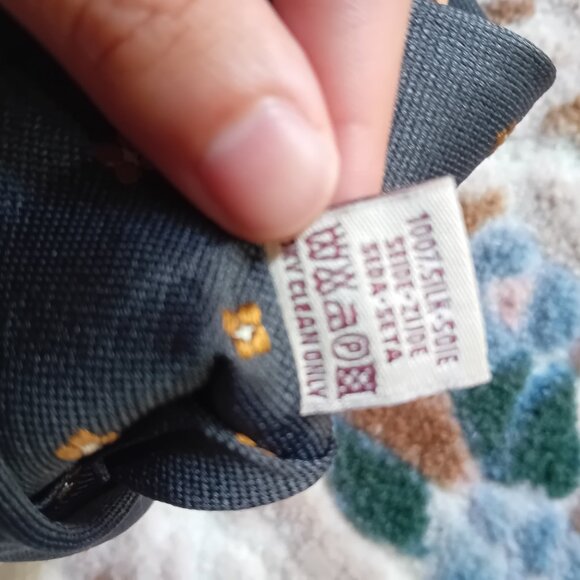 100% SILK·SOIE
SEIDE·ZIJDE
SEDA·SETA
P
DRY CLEAN ONLY